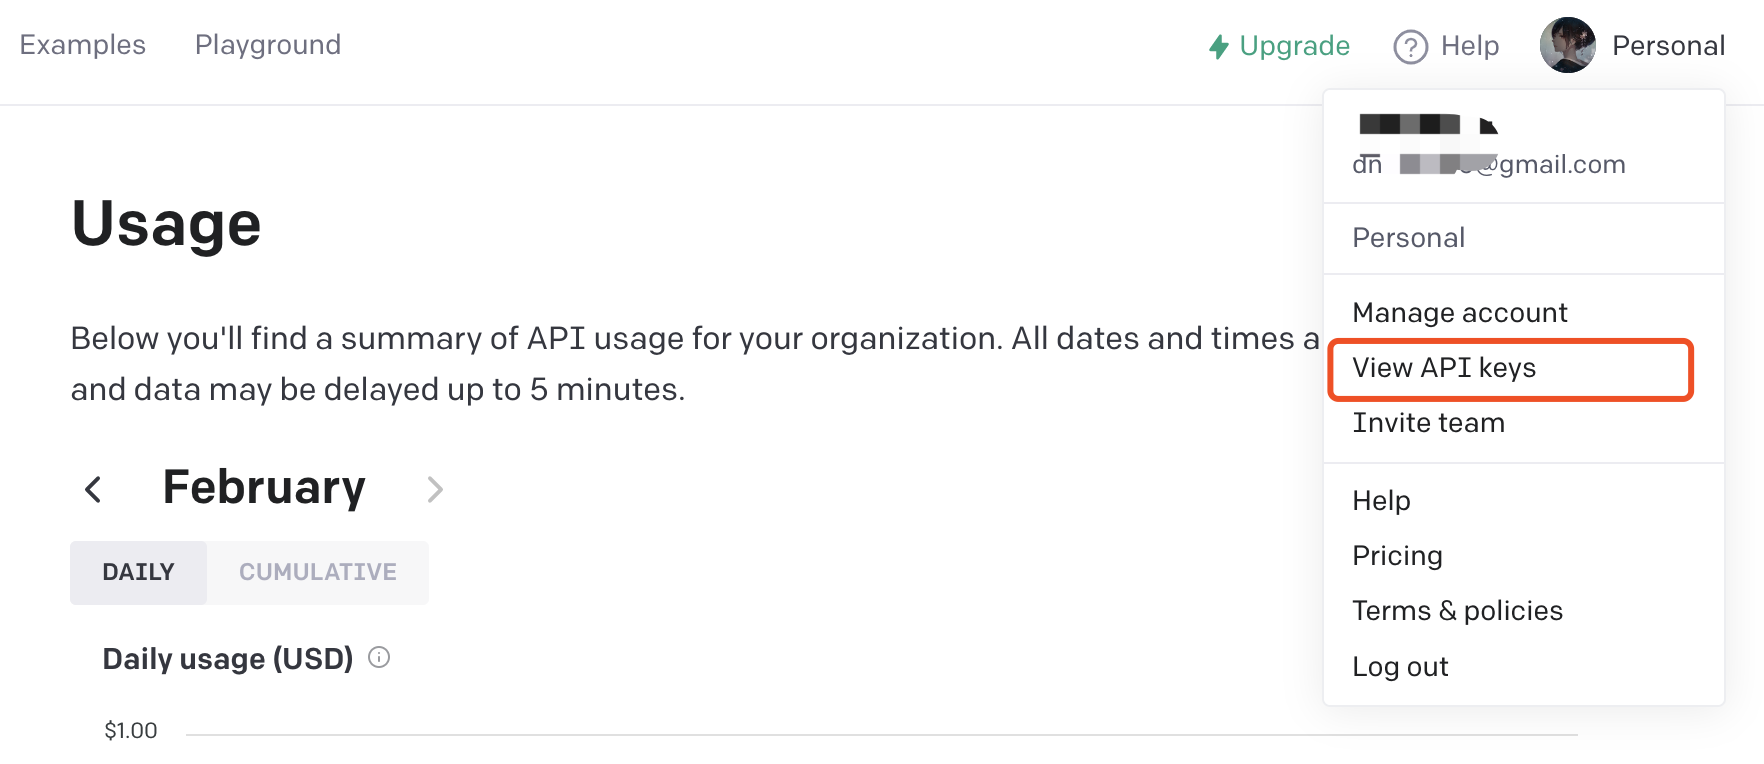 Examples Playground Upgrade Help Personal
dn @gmail.com
Personal
Manage account
View API keys
Invite team
Help
Pricing
Terms & policies
Log out
Usage
Below you'll find a summary of API usage for your organization. All dates and times a
and data may be delayed up to 5 minutes.
February
DAILY CUMULATIVE
Daily usage (USD)
$1.00